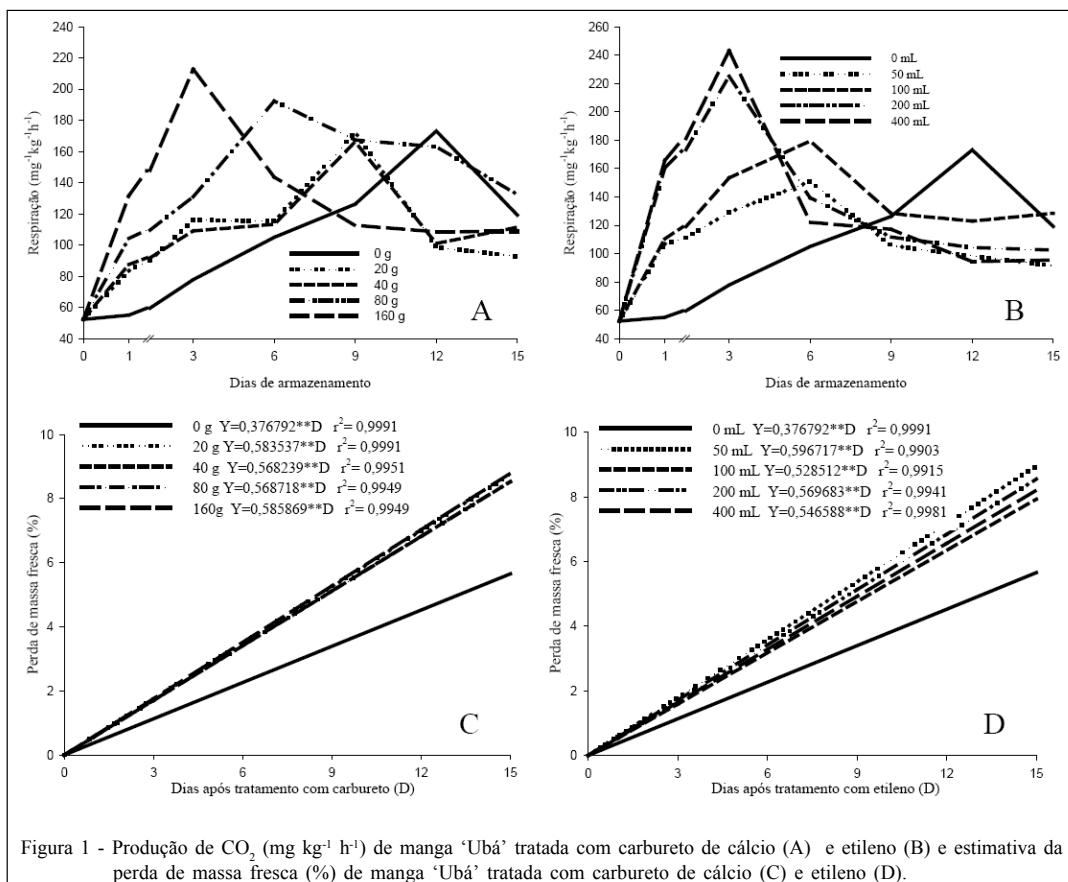 240
220
200
180
160
140
120
100
80
60
40
Respiração (mg⁻¹kg⁻¹h⁻¹)
0 g
20 g
40 g
80 g
160 g
A
0 1 3 6 9 12 15
Dias de armazenamento
260
240
220
200
180
160
140
120
100
80
60
40
Respiração (mg⁻¹kg⁻¹h⁻¹)
0 mL
50 mL
100 mL
200 mL
400 mL
B
0 1 3 6 9 12 15
Dias de armazenamento
10
8
6
4
2
0
Perda de massa fresca (%)
0 g Y=0,376792**D r²= 0,9991
20 g Y=0,583537**D r²= 0,9991
40 g Y=0,568239**D r²= 0,9951
80 g Y=0,568718**D r²= 0,9949
160g Y=0,585869**D r²= 0,9949
C
0 3 6 9 12 15
Dias após tratamento com carbureto (D)
10
8
6
4
2
0
Perda de massa fresca (%)
0 mL Y=0,376792**D r²= 0,9991
50 mL Y=0,596717**D r²= 0,9903
100 mL Y=0,528512**D r²= 0,9915
200 mL Y=0,569683**D r²= 0,9941
400 mL Y=0,546588**D r²= 0,9981
D
0 3 6 9 12 15
Dias após tratamento com etileno (D)
Figura 1 - Produção de CO₂ (mg kg⁻¹ h⁻¹) de manga ‘Ubá’ tratada com carbureto de cálcio (A) e etileno (B) e estimativa da
perda de massa fresca (%) de manga ‘Ubá’ tratada com carbureto de cálcio (C) e etileno (D).